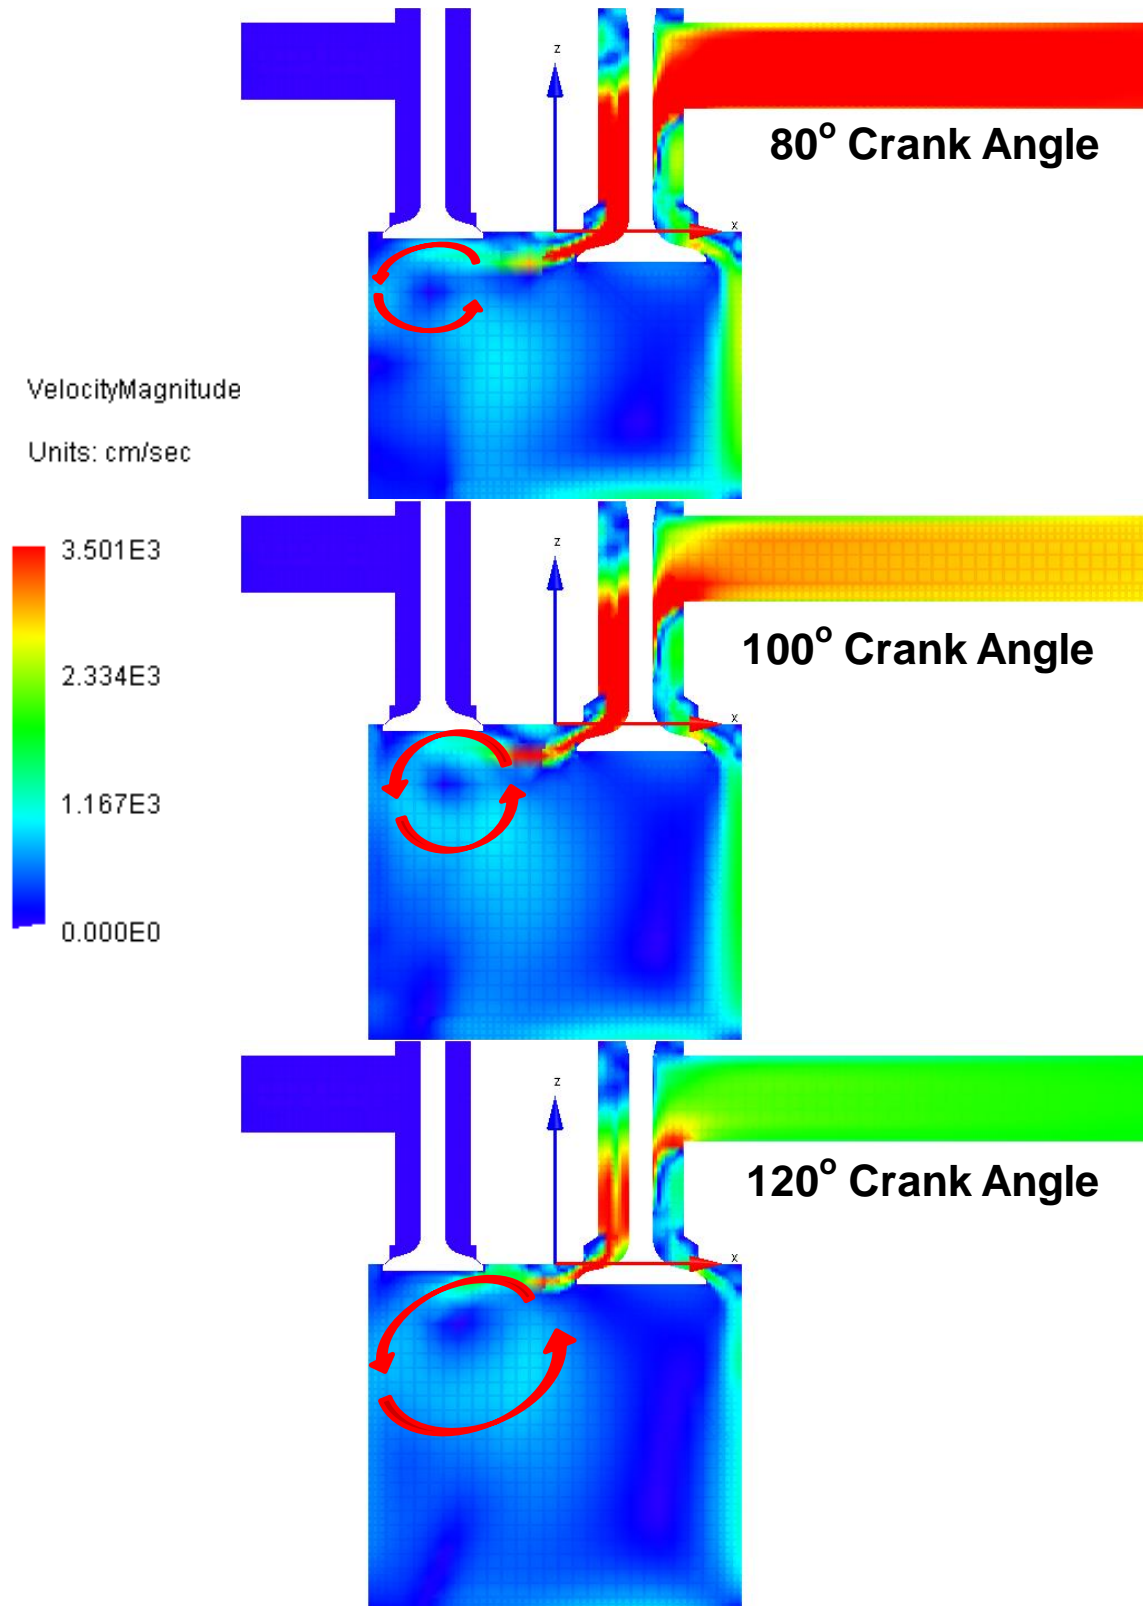 z
x
80° Crank Angle
VelocityMagnitude
Units: cm/sec
3.501E3
2.334E3
1.167E3
0.000E0
z
x
100° Crank Angle
z
x
120° Crank Angle